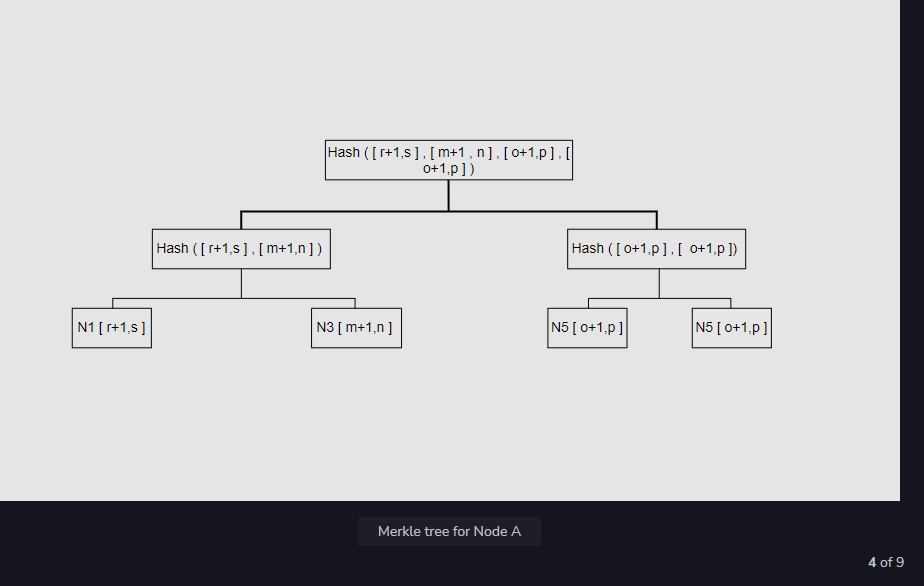 Hash ( [ r+1,s ] , [ m+1 , n ] , [ o+1,p ] , [
o+1,p ] )
Hash ( [ r+1,s ] , [ m+1,n ] )
Hash ( [ o+1,p ] , [  o+1,p ])
N1 [ r+1,s ]
N3 [ m+1,n ]
N5 [ o+1,p ]
N5 [ o+1,p ]
Merkle tree for Node A
4 of 9